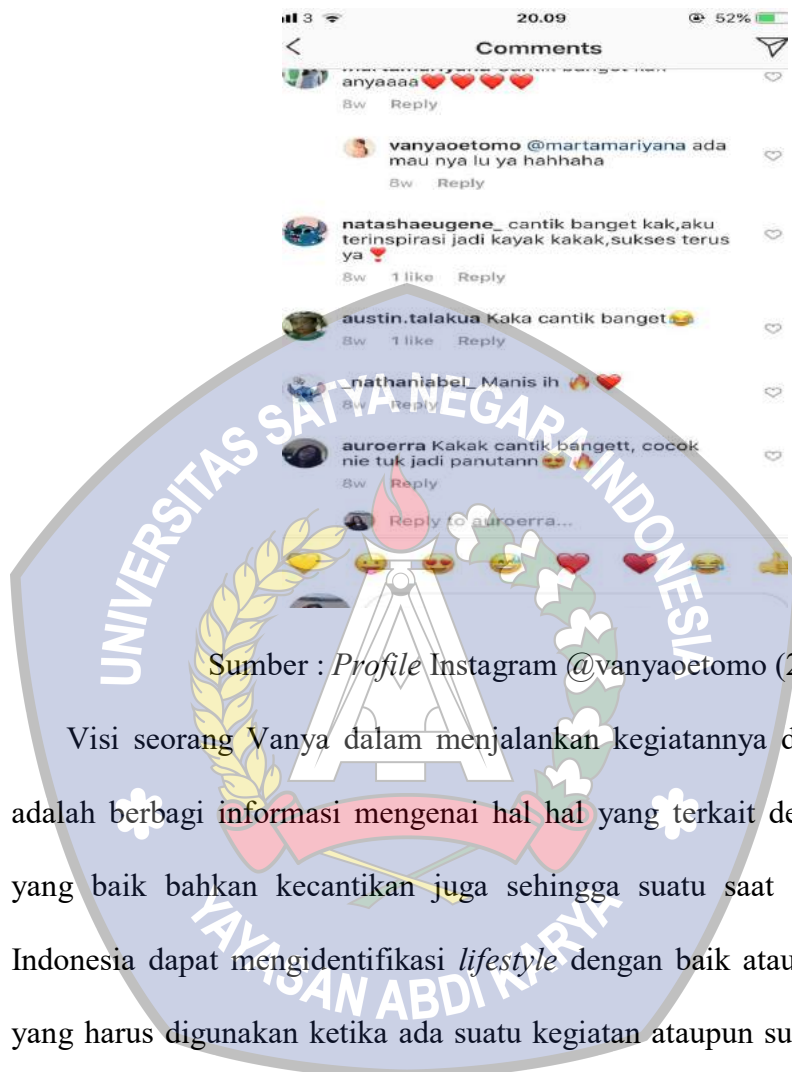 3 20.09 52%
Comments
anyaaaa❤️❤️❤️❤️
8w Reply
vanyaoetomo @martamariyana ada
mau nya lu ya hahhaha
8w Reply
natashaeugene_ cantik banget kak,aku
terinspirasi jadi kayak kakak,sukses terus
ya ❣️
8w 1 like Reply
austin.talakua Kaka cantik banget😂
8w 1 like Reply
_nathaniabel_ Manis ih 🔥❤️
8w Reply
auroerra Kakak cantik bangett, cocok
nie tuk jadi panutann😍🔥
8w Reply
Reply to auroerra...
UNIVERSITAS SATYA NEGARA INDONESIA
Sumber : Profile Instagram @vanyaoetomo (2
Visi seorang Vanya dalam menjalankan kegiatannya d
adalah berbagi informasi mengenai hal hal yang terkait de
yang baik bahkan kecantikan juga sehingga suatu saat
Indonesia dapat mengidentifikasi lifestyle dengan baik atau
yang harus digunakan ketika ada suatu kegiatan ataupun su
YAYASAN ABDI KARYA